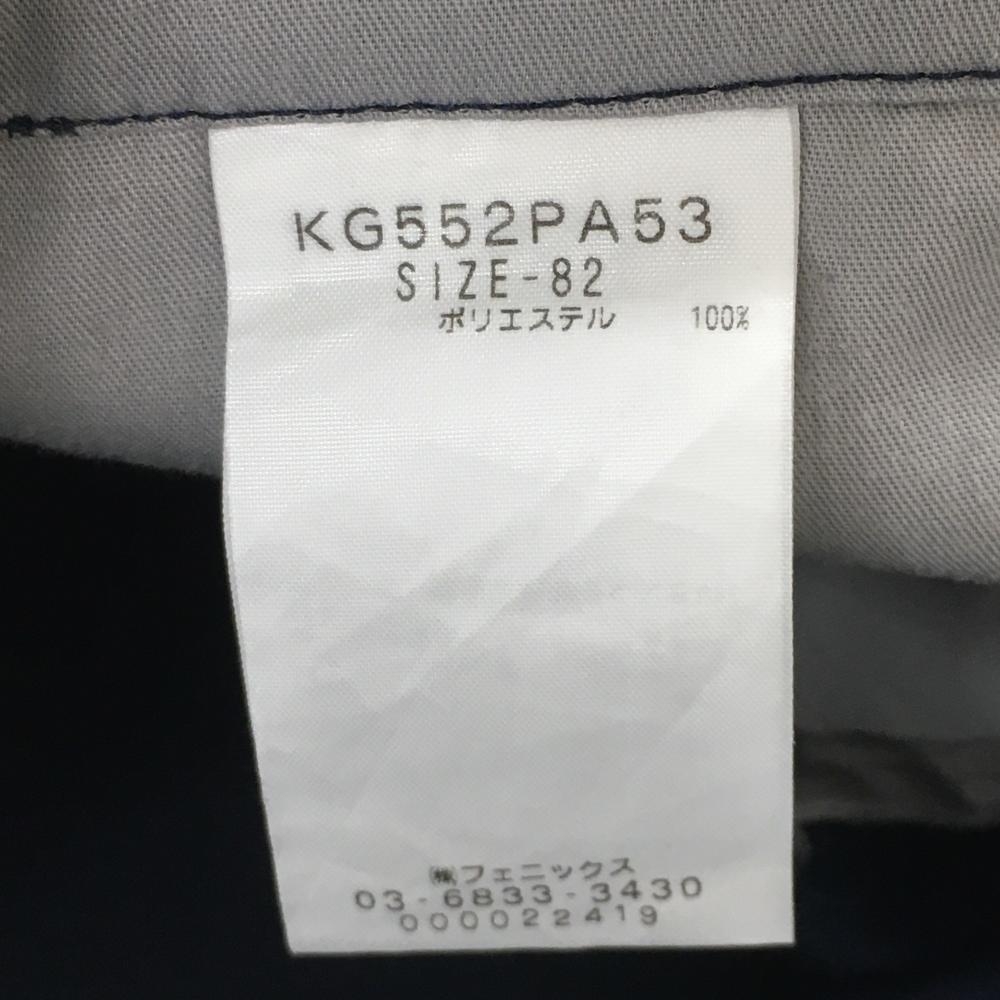 KG552PA53
SIZE-82
ポリエステル 100%
㈱フェニックス
03-6833-3430
000022419